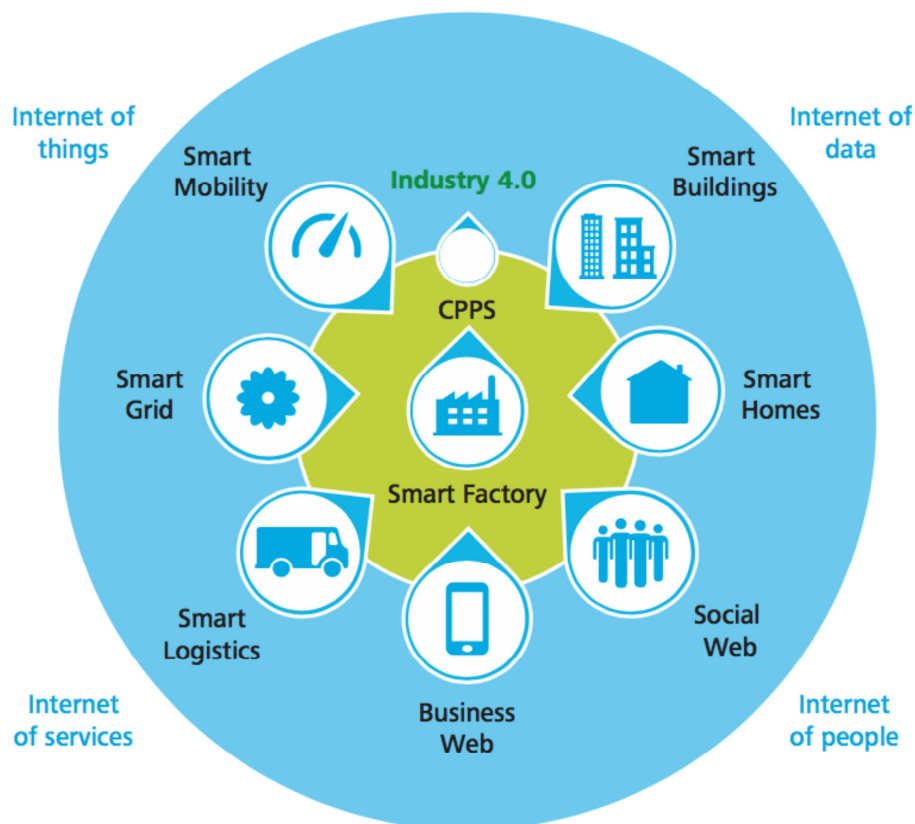 Internet of
things
Internet of
data
Smart
Mobility
Industry 4.0
Smart
Buildings
CPPS
Smart
Grid
Smart
Homes
Smart Factory
Smart
Logistics
Social
Web
Business
Web
Internet
of services
Internet
of people